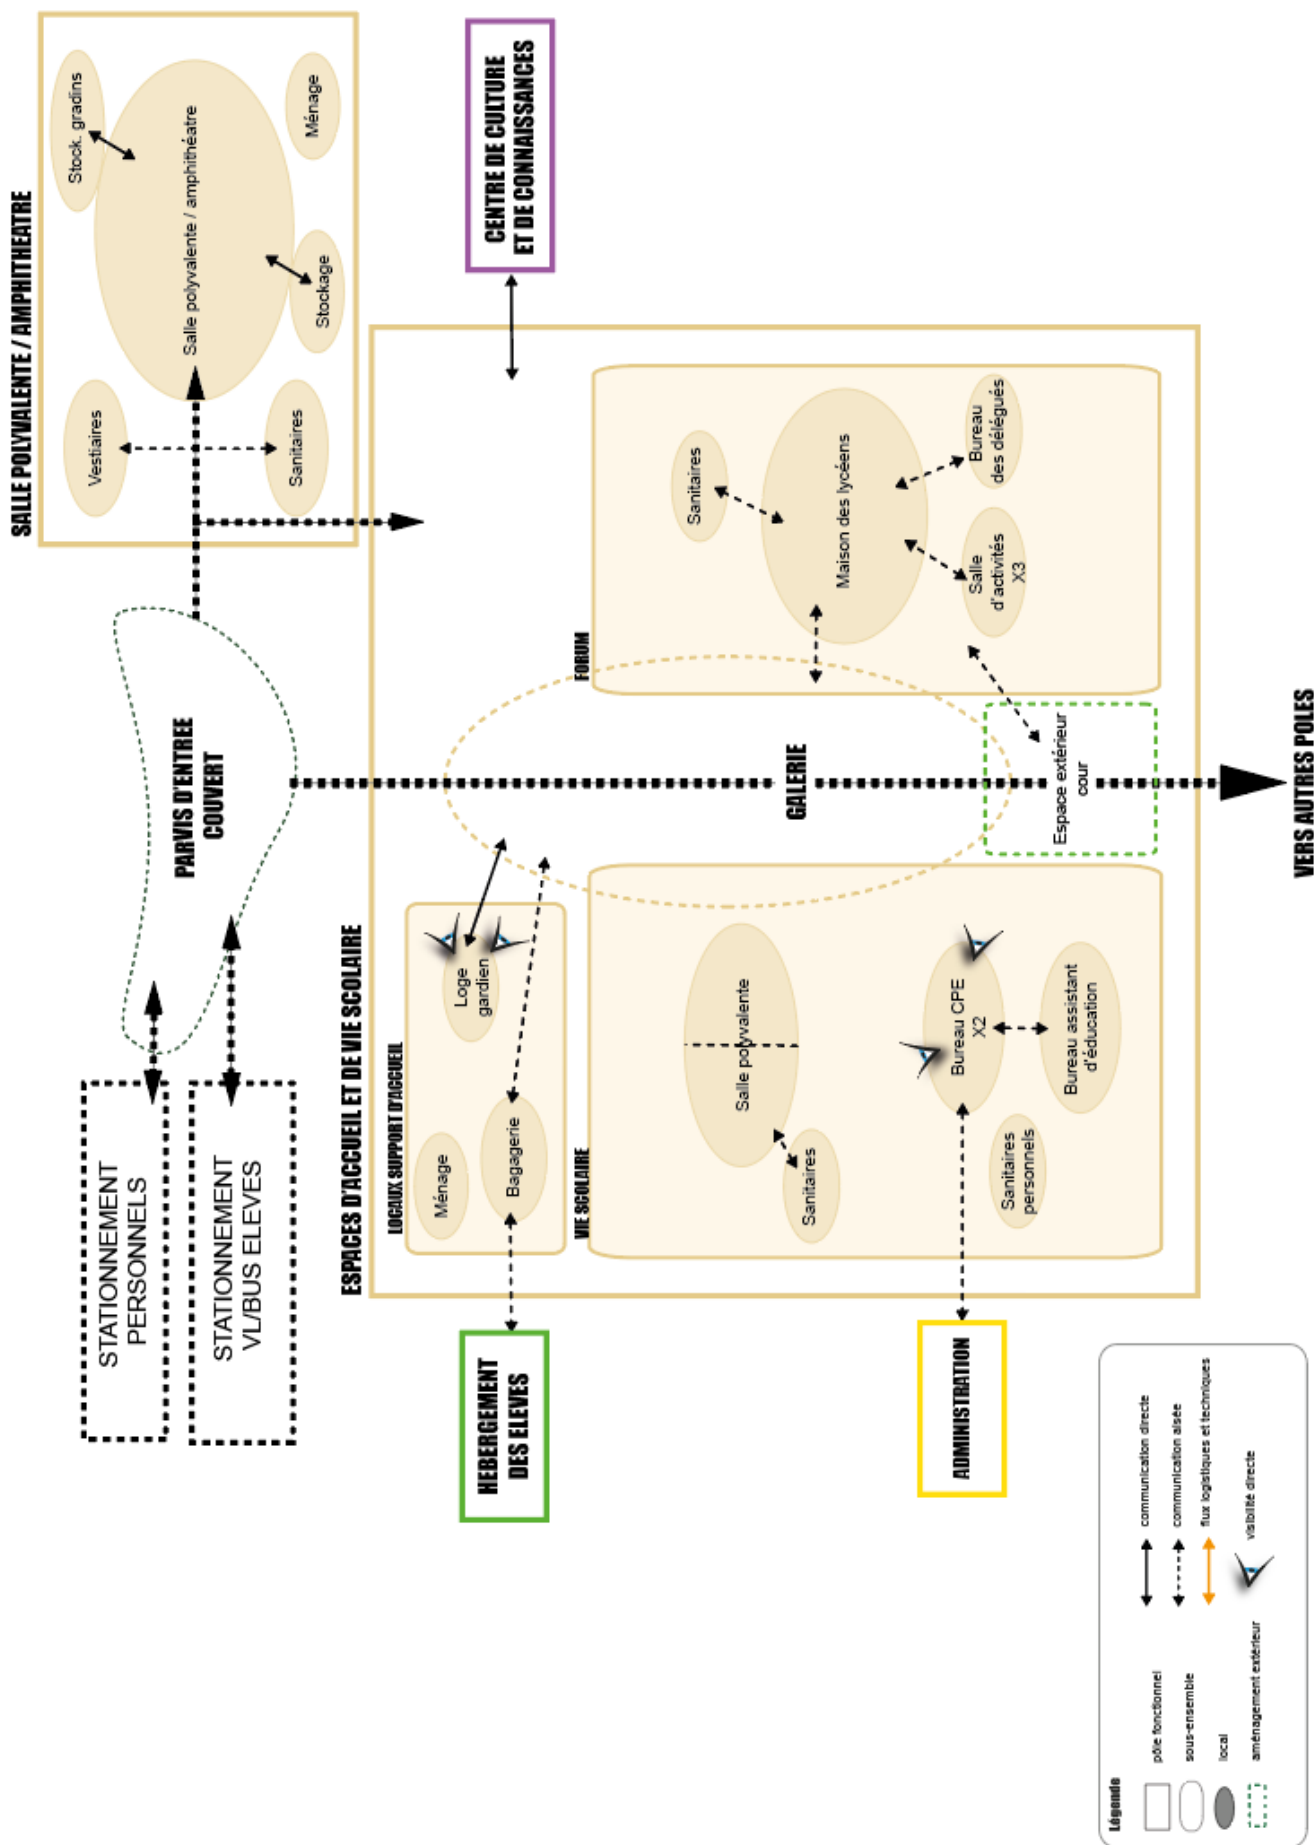 SALLE POLYVALENTE / AMPHITHEATRE
Stock. gradins
Salle polyvalente / amphithéatre
Ménage
Stockage
Vestiaires
Sanitaires
CENTRE DE CULTURE
ET DE CONNAISSANCES
PARVIS D'ENTREE
COUVERT
STATIONNEMENT
PERSONNELS
STATIONNEMENT
VL/BUS ELEVES
ESPACES D'ACCUEIL ET DE VIE SCOLAIRE
LOCAUX SUPPORT D'ACCUEIL
Loge
gardien
Ménage
Bagagerie
FORUM
Sanitaires
Maison des lycéens
Bureau
des délégués
Salle
d'activités
X3
GALERIE
Espace extérieur
cour
VERS AUTRES POLES
VIE SCOLAIRE
Salle polyvalente
Sanitaires
Bureau CPE
X2
Sanitaires
personnels
Bureau assistant
d'éducation
HEBERGEMENT
DES ELEVES
ADMINISTRATION
Légende
pôle fonctionnel
sous-ensemble
local
aménagement extérieur
communication directe
communication aisée
flux logistiques et techniques
visibilité directe